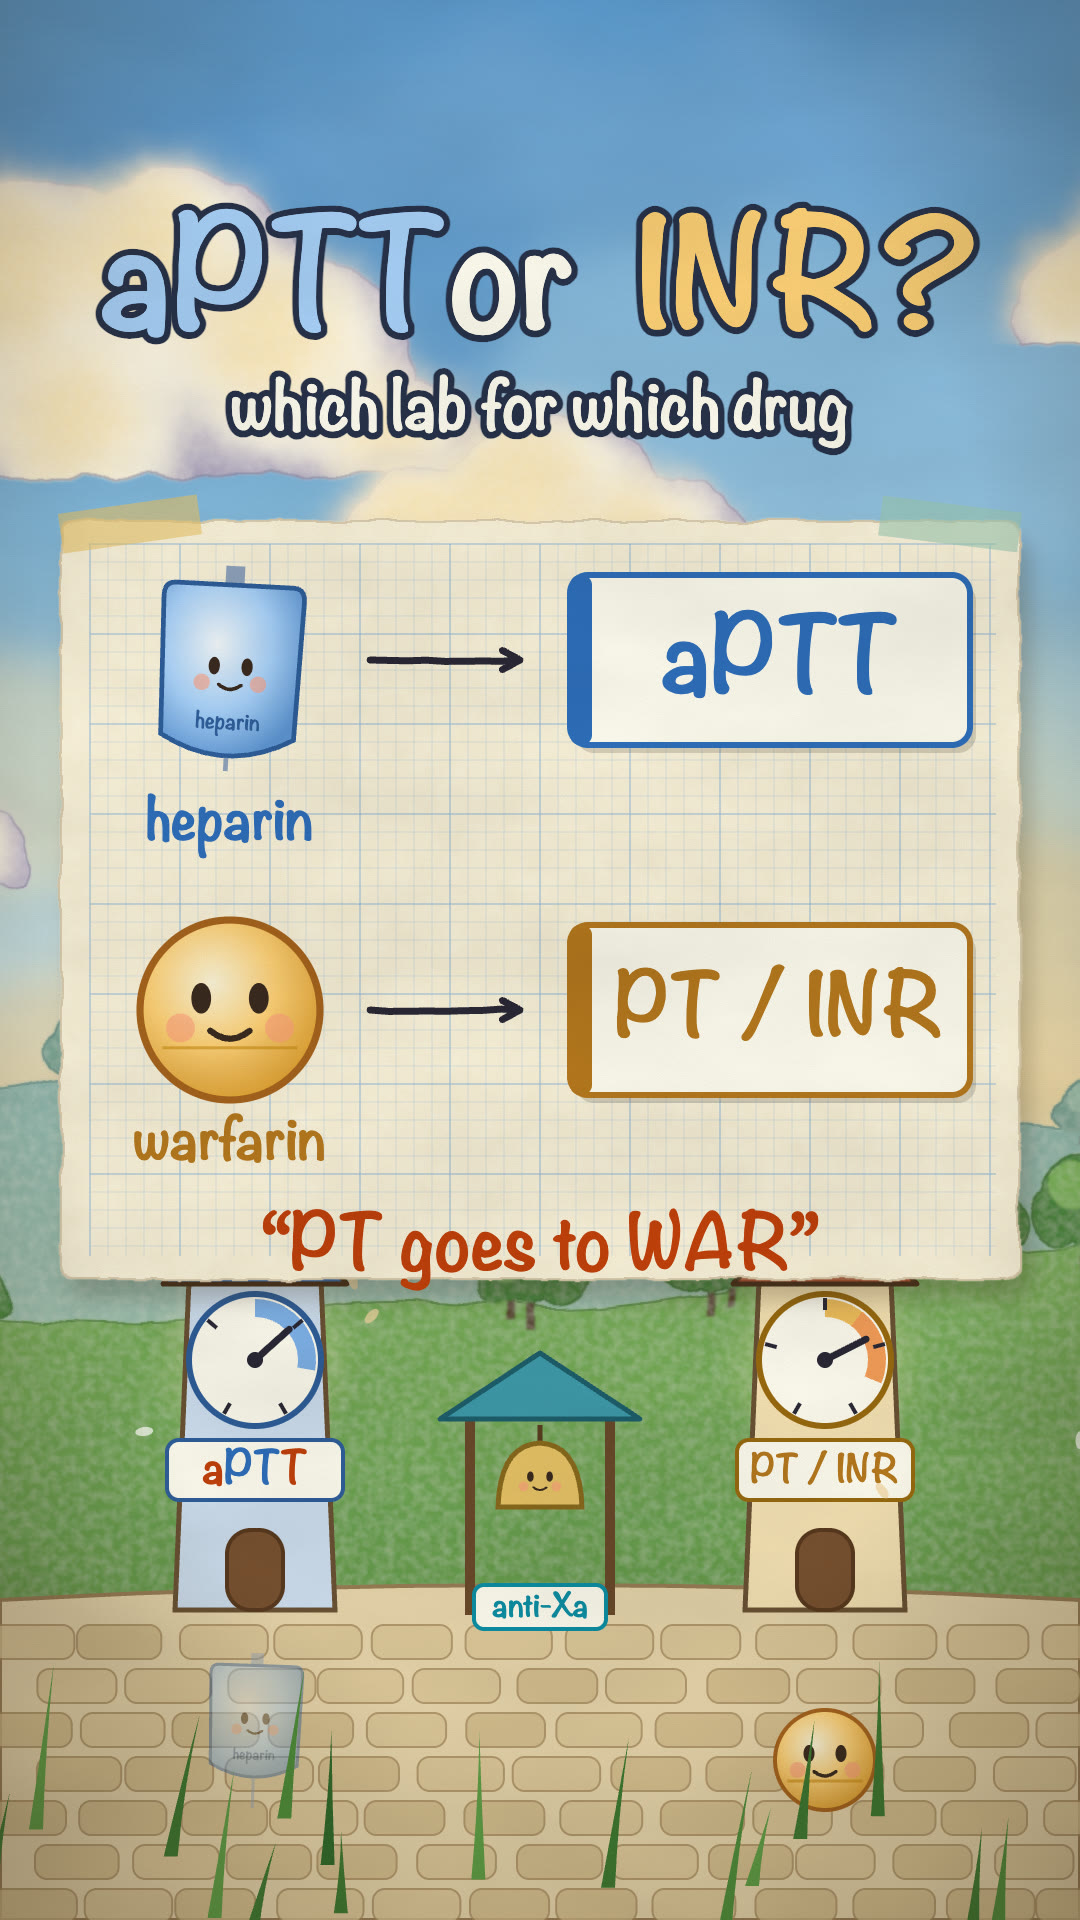 aPTT or INR?
which lab for which drug
heparin
aPTT
heparin
PT / INR
warfarin
“PT goes to WAR”
aPTT
PT / INR
anti-Xa
heparin